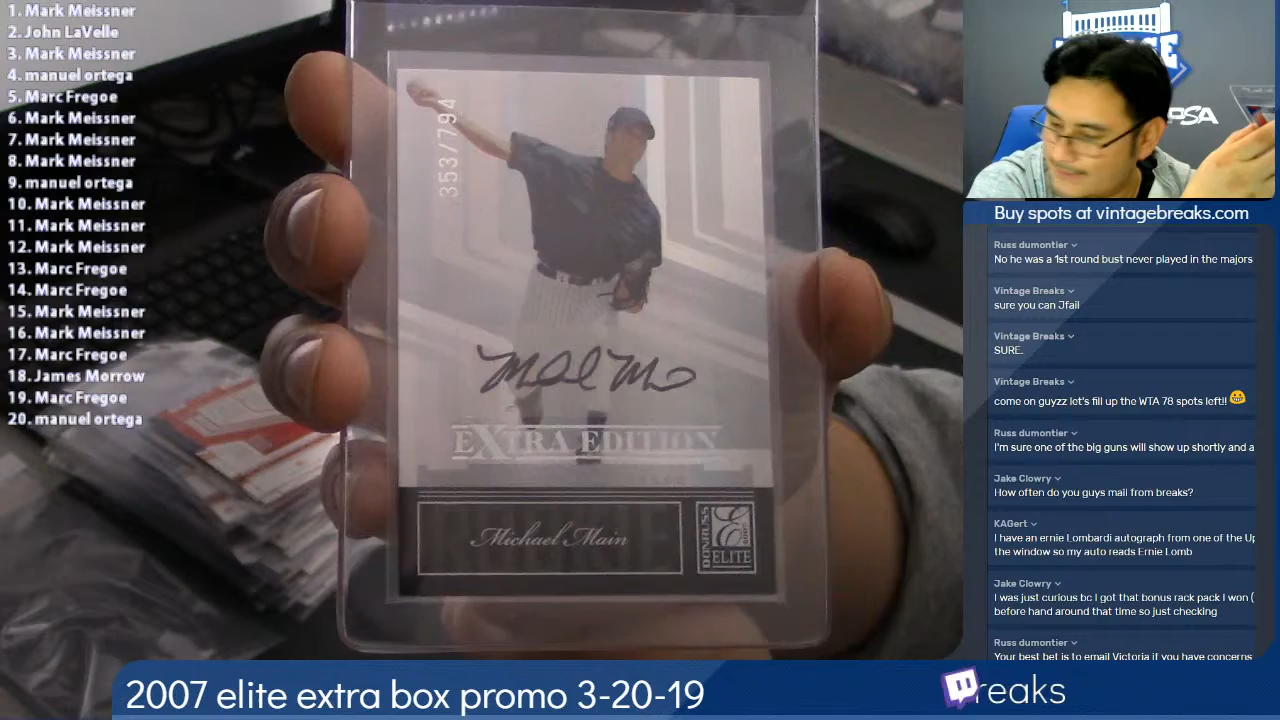 1. Mark Meissner
2. John LaVelle
3. Mark Meissner
4. manuel ortega
5. Marc Fregoe
6. Mark Meissner
7. Mark Meissner
8. Mark Meissner
9. manuel ortega
10. Mark Meissner
11. Mark Meissner
12. Mark Meissner
13. Marc Fregoe
14. Marc Fregoe
15. Mark Meissner
16. Mark Meissner
17. Marc Fregoe
18. James Morrow
19. Marc Fregoe
20. manuel ortega
353/794
EXTRA EDITION
Michael Main
DONRUSS
ELITE
PSA
Buy spots at vintagebreaks.com
Russ dumontier
No he was a 1st round bust never played in the majors
Vintage Breaks
sure you can Jfail
Vintage Breaks
SURE.
Vintage Breaks
come on guyzz let's fill up the WTA 78 spots left!!
Russ dumontier
I'm sure one of the big guns will show up shortly and a
Jake Clowry
How often do you guys mail from breaks?
KAGert
I have an ernie Lombardi autograph from one of the Up
the window so my auto reads Ernie Lomb
Jake Clowry
I was just curious bc I got that bonus rack pack I won (
before hand around that time so just checking
Russ dumontier
Your best bet is to email Victoria if you have concerns
2007 elite extra box promo 3-20-19
reaks